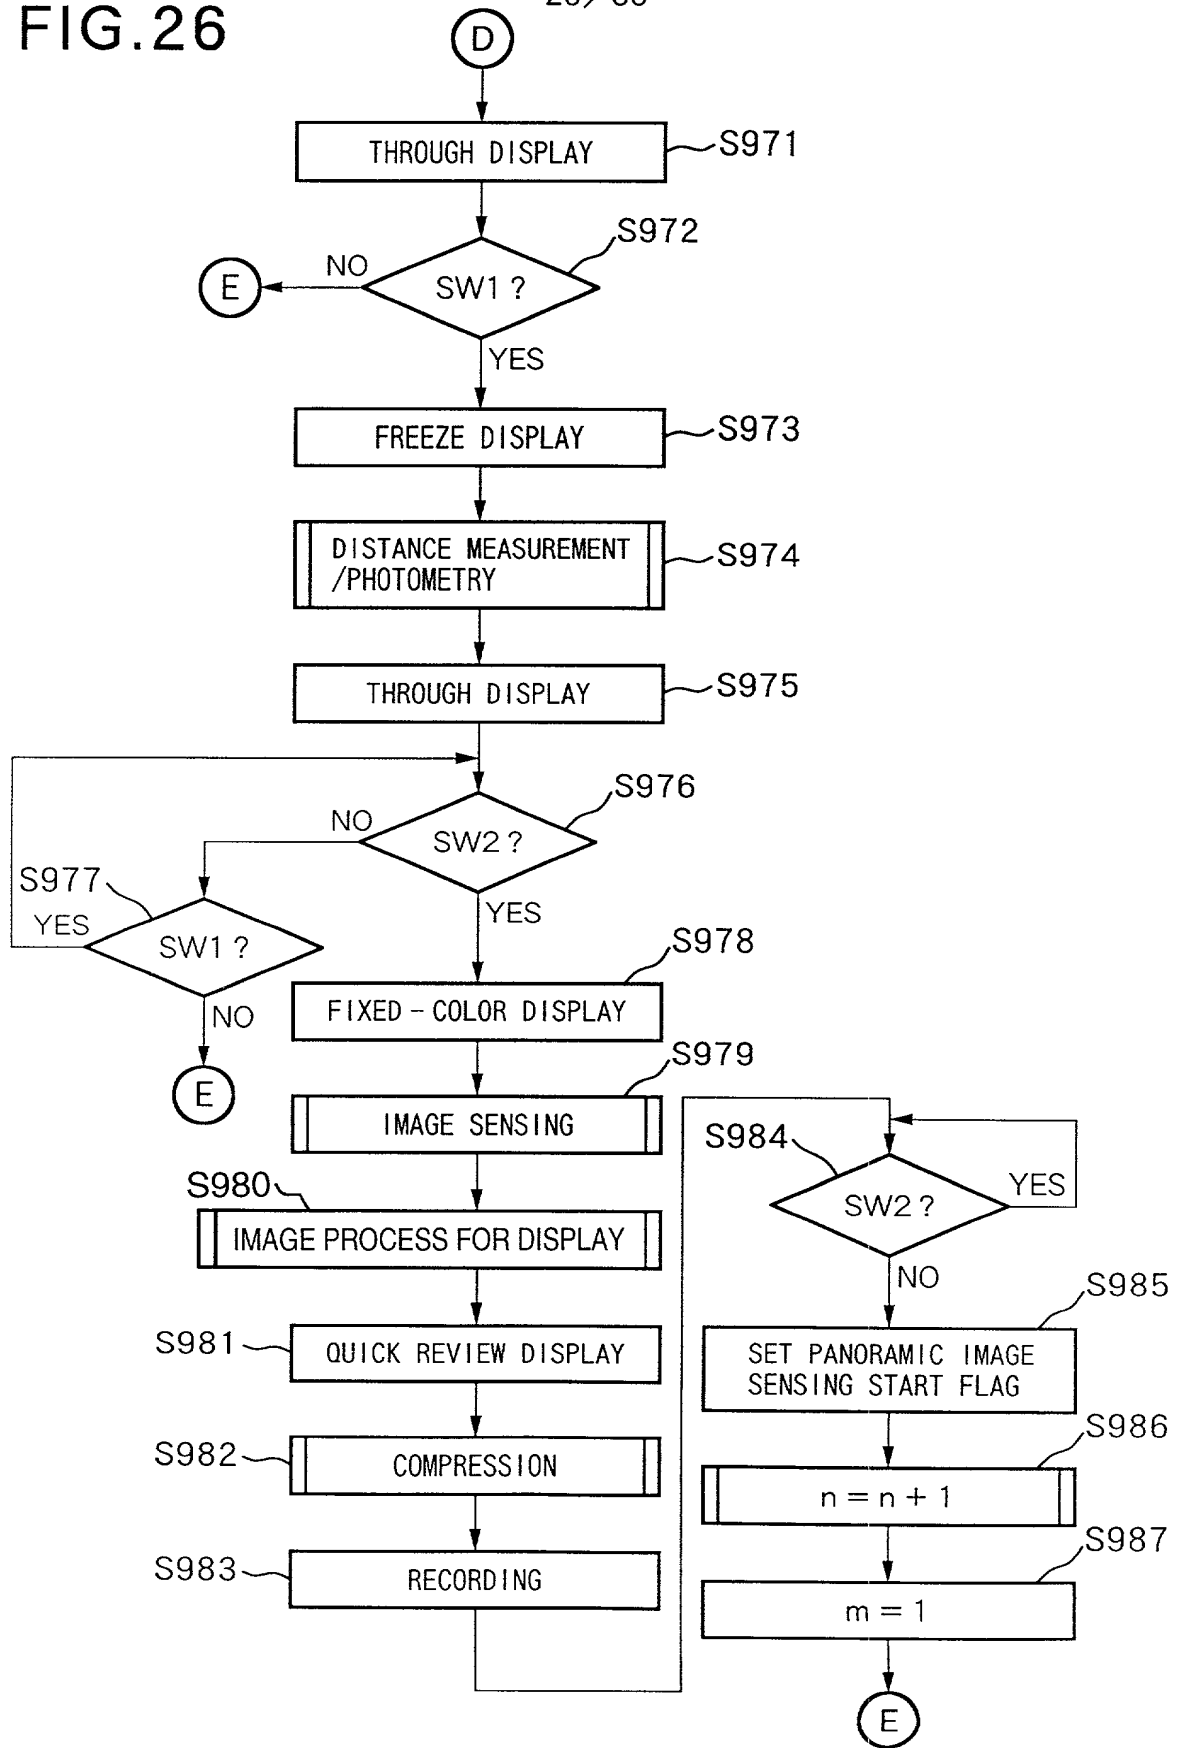 FIG.26
D
THROUGH DISPLAY
S971
S972
NO
E
SW1?
YES
FREEZE DISPLAY
S973
DISTANCE MEASUREMENT
/PHOTOMETRY
S974
THROUGH DISPLAY
S975
S976
NO
SW2?
YES
S977
YES
SW1?
NO
E
S978
FIXED-COLOR DISPLAY
S979
IMAGE SENSING
S980
IMAGE PROCESS FOR DISPLAY
S981
QUICK REVIEW DISPLAY
S982
COMPRESSION
S983
RECORDING
S984
SW2?
YES
NO
S985
SET PANORAMIC IMAGE
SENSING START FLAG
S986
n = n + 1
S987
m = 1
E